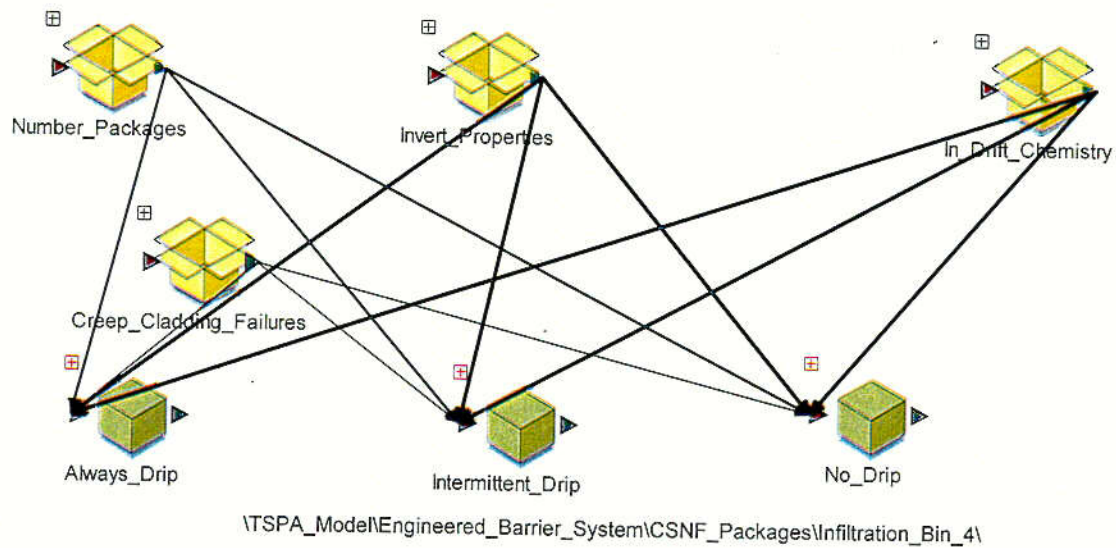 Number_Packages
Invert_Properties
In_Drift_Chemistry
Creep_Cladding_Failures
Always_Drip
Intermittent_Drip
No_Drip
\TSPA_Model\Engineered_Barrier_System\CSNF_Packages\Infiltration_Bin_4\